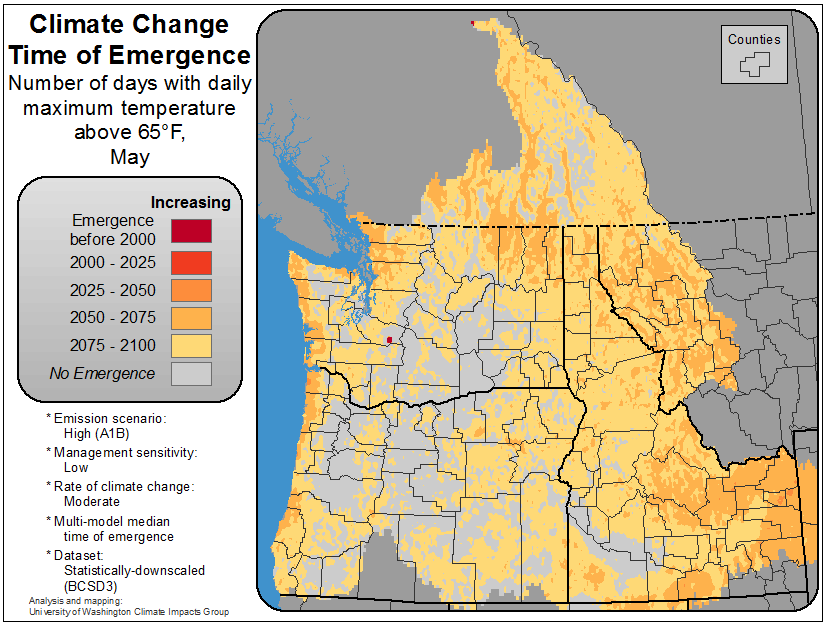 Climate Change
Time of Emergence
Number of days with daily
maximum temperature
above 65°F,
May
Increasing
Emergence
before 2000
2000 - 2025
2025 - 2050
2050 - 2075
2075 - 2100
No Emergence
* Emission scenario:
High (A1B)
* Management sensitivity:
Low
* Rate of climate change:
Moderate
* Multi-model median
time of emergence
* Dataset:
Statistically-downscaled
(BCSD3)
Analysis and mapping:
University of Washington Climate Impacts Group
Counties